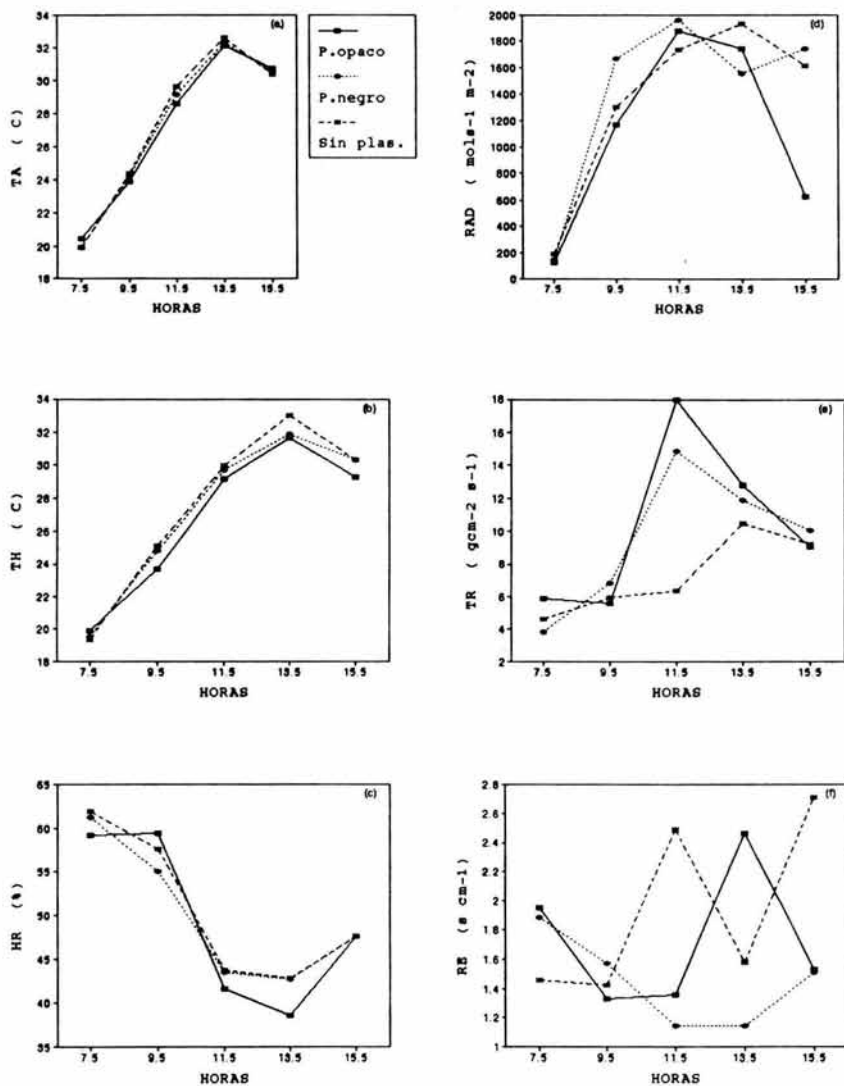 (a)
34
32
30
28
26
24
22
20
18
TA ( C)
7.5 9.5 11.5 13.5 15.5
HORAS
P.opaco
P.negro
Sin plas.
(d)
2000
1800
1600
1400
1200
1000
800
600
400
200
0
RAD ( mols-1 m-2)
7.5 9.5 11.5 13.5 15.5
HORAS
(b)
34
32
30
28
26
24
22
20
18
TH ( C)
7.5 9.5 11.5 13.5 15.5
HORAS
(e)
18
16
14
12
10
8
6
4
2
TR ( gcm-2 s-1)
7.5 9.5 11.5 13.5 15.5
HORAS
(c)
65
60
55
50
45
40
35
HR (%)
7.5 9.5 11.5 13.5 15.5
HORAS
(f)
2.8
2.6
2.4
2.2
2
1.8
1.6
1.4
1.2
1
RE (s cm-1)
7.5 9.5 11.5 13.5 15.5
HORAS